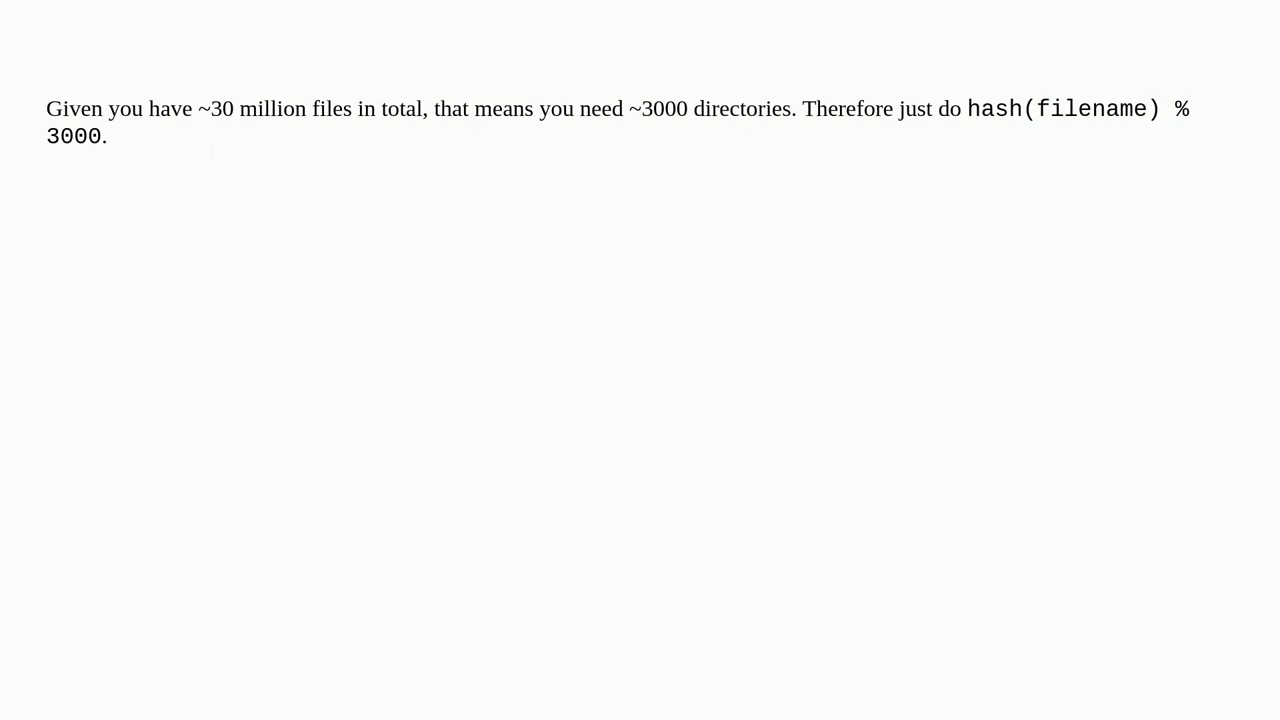 Given you have ~30 million files in total, that means you need ~3000 directories. Therefore just do hash(filename) %
3000.